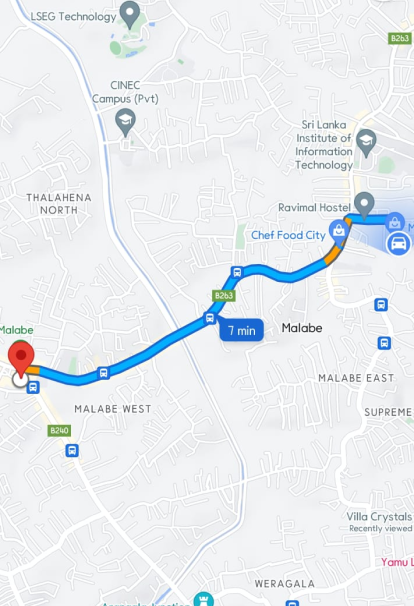 LSEG Technology
B263
CINEC
Campus (Pvt)
Sri Lanka
Institute of
Information
Technology
THALAHENA
NORTH
Ravimal Hostel
Chef Food City
M
B263
7 min
Malabe
Malabe
MALABE EAST
MALABE WEST
SUPREME
B240
Villa Crystals
Recently viewed
Yamu L
WERAGALA